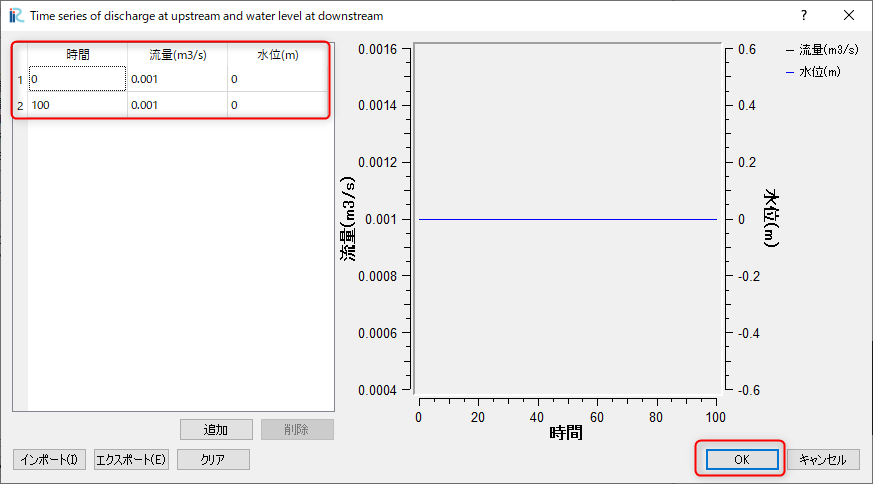 Time series of discharge at upstream and water level at downstream
? ×
時間 流量(m3/s) 水位(m)
1 0 0.001 0
2 100 0.001 0
追加 削除
インポート(I) エクスポート(E) クリア
流量(m3/s)
0.0016
0.0014
0.0012
0.001
0.0008
0.0006
0.0004
0 20 40 60 80 100
時間
0.6
0.4
0.2
0
-0.2
-0.4
-0.6
水位(m)
流量(m3/s)
水位(m)
OK キャンセル